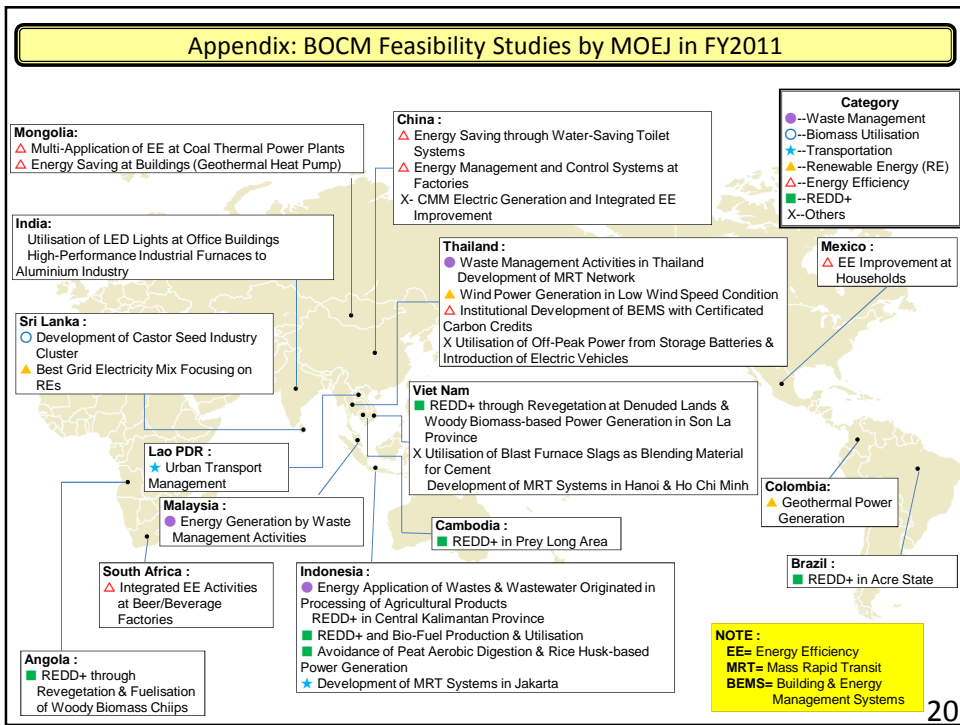 Appendix: BOCM Feasibility Studies by MOEJ in FY2011
Mongolia:
△ Multi-Application of EE at Coal Thermal Power Plants
△ Energy Saving at Buildings (Geothermal Heat Pump)
China:
△ Energy Saving through Water-Saving Toilet
Systems
△ Energy Management and Control Systems at
Factories
X- CMM Electric Generation and Integrated EE
Improvement
Category
●--Waste Management
○--Biomass Utilisation
★--Transportation
▲--Renewable Energy (RE)
△--Energy Efficiency
■--REDD+
X--Others
India:
Utilisation of LED Lights at Office Buildings
High-Performance Industrial Furnaces to
Aluminium Industry
Thailand :
● Waste Management Activities in Thailand
Development of MRT Network
▲ Wind Power Generation in Low Wind Speed Condition
△ Institutional Development of BEMS with Certificated
Carbon Credits
X Utilisation of Off-Peak Power from Storage Batteries &
Introduction of Electric Vehicles
Mexico :
△ EE Improvement at
Households
Sri Lanka :
○ Development of Castor Seed Industry
Cluster
▲ Best Grid Electricity Mix Focusing on
REs
Viet Nam
■ REDD+ through Revegetation at Denuded Lands &
Woody Biomass-based Power Generation in Son La
Province
X Utilisation of Blast Furnace Slags as Blending Material
for Cement
Development of MRT Systems in Hanoi & Ho Chi Minh
Lao PDR :
★ Urban Transport
Management
Malaysia :
● Energy Generation by Waste
Management Activities
Cambodia :
■ REDD+ in Prey Long Area
Colombia:
▲ Geothermal Power
Generation
South Africa :
△ Integrated EE Activities
at Beer/Beverage
Factories
Indonesia :
● Energy Application of Wastes & Wastewater Originated in
Processing of Agricultural Products
REDD+ in Central Kalimantan Province
■ REDD+ and Bio-Fuel Production & Utilisation
■ Avoidance of Peat Aerobic Digestion & Rice Husk-based
Power Generation
★ Development of MRT Systems in Jakarta
Brazil :
■ REDD+ in Acre State
Angola :
■ REDD+ through
Revegetation & Fuelisation
of Woody Biomass Chiips
NOTE :
EE= Energy Efficiency
MRT= Mass Rapid Transit
BEMS= Building & Energy
Management Systems
20